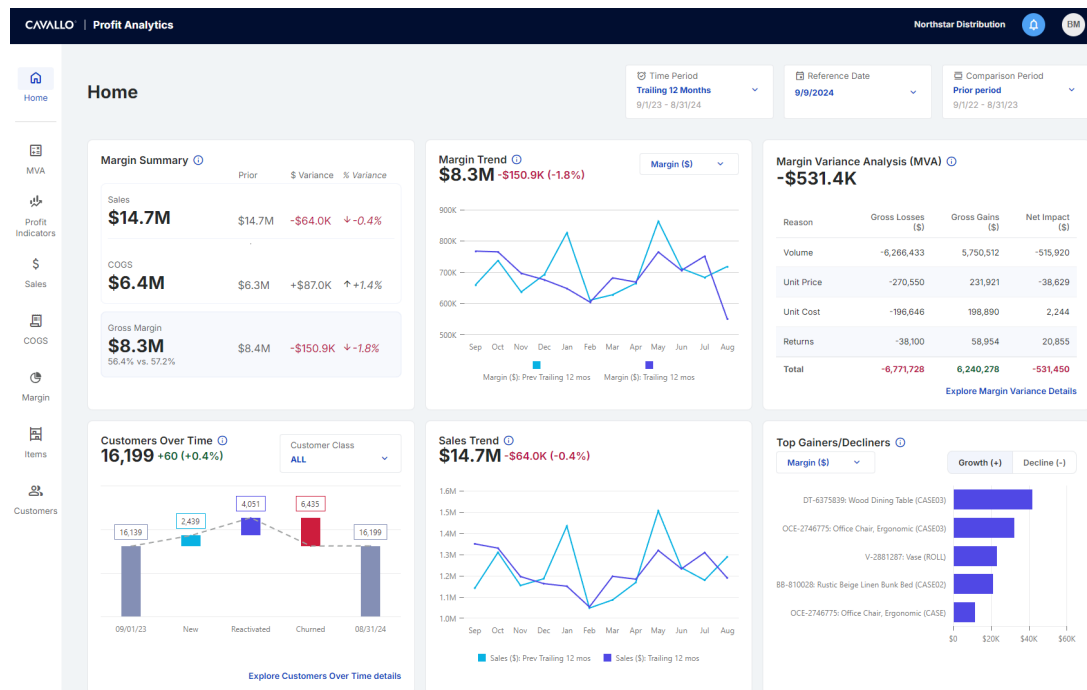 CAVALLO | Profit Analytics
Northstar Distribution
BM
Home
MVA
Profit
Indicators
Sales
COGS
Margin
Items
Customers
Home
Time Period
Trailing 12 Months
9/1/23 - 8/31/24
Reference Date
9/9/2024
Comparison Period
Prior period
9/1/22 - 8/31/23
Margin Summary
Prior $ Variance % Variance
Sales
$14.7M $14.7M -$64.0K -0.4%
COGS
$6.4M $6.3M +$87.0K +1.4%
Gross Margin
$8.3M $8.4M -$150.9K -1.8%
56.4% vs. 57.2%
Margin Trend
$8.3M -$150.9K (-1.8%)
Margin ($)
900K
800K
700K
600K
500K
Sep Oct Nov Dec Jan Feb Mar Apr May Jun Jul Aug
Margin ($): Prev Trailing 12 mos Margin ($): Trailing 12 mos
Margin Variance Analysis (MVA)
-$531.4K
Reason Gross Losses ($) Gross Gains ($) Net Impact ($)
Volume -6,266,433 5,750,512 -515,920
Unit Price -270,550 231,921 -38,629
Unit Cost -196,646 198,890 2,244
Returns -38,100 58,954 20,855
Total -6,771,728 6,240,278 -531,450
Explore Margin Variance Details
Customers Over Time
16,199 +60 (+0.4%)
Customer Class
ALL
16,139 2,439 4,051 6,435 16,199
09/01/23 New Reactivated Churned 08/31/24
Explore Customers Over Time details
Sales Trend
$14.7M -$64.0K (-0.4%)
1.6M
1.5M
1.4M
1.3M
1.2M
1.1M
1.0M
Sep Oct Nov Dec Jan Feb Mar Apr May Jun Jul Aug
Sales ($): Prev Trailing 12 mos Sales ($): Trailing 12 mos
Top Gainers/Decliners
Margin ($)
Growth (+) Decline (-)
DT-6375839: Wood Dining Table (CASE03)
OCE-2746775: Office Chair, Ergonomic (CASE03)
V-2881287: Vase (ROLL)
BB-810028: Rustic Beige Linen Bunk Bed (CASE02)
OCE-2746775: Office Chair, Ergonomic (CASE)
$0 $20K $40K $60K